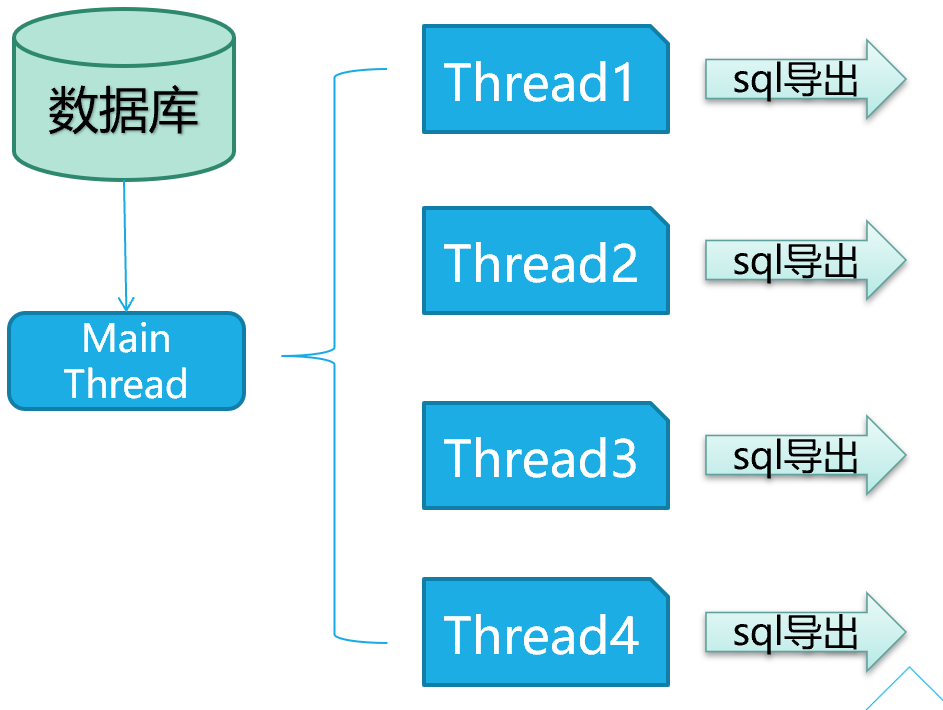 数据库
Main
Thread
Thread1
sql导出
Thread2
sql导出
Thread3
sql导出
Thread4
sql导出